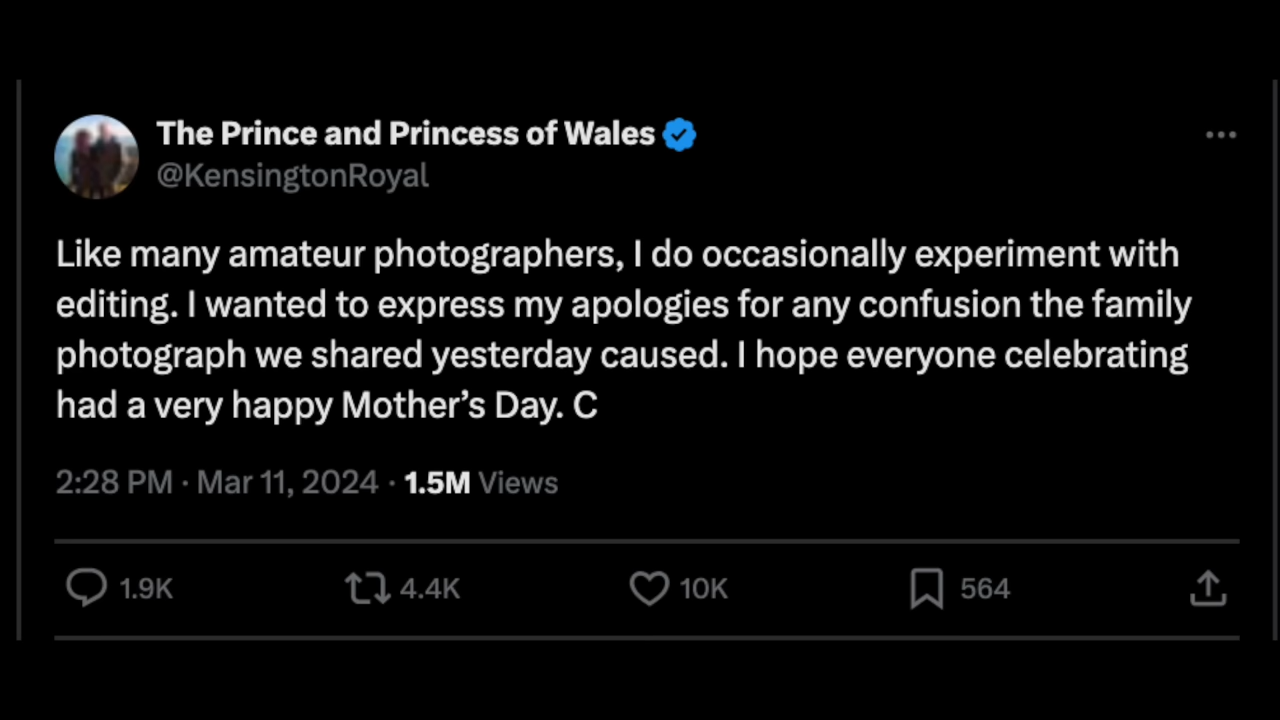 The Prince and Princess of Wales
@KensingtonRoyal
Like many amateur photographers, I do occasionally experiment with
editing. I wanted to express my apologies for any confusion the family
photograph we shared yesterday caused. I hope everyone celebrating
had a very happy Mother’s Day. C
2:28 PM · Mar 11, 2024 · 1.5M Views
1.9K 4.4K 10K 564